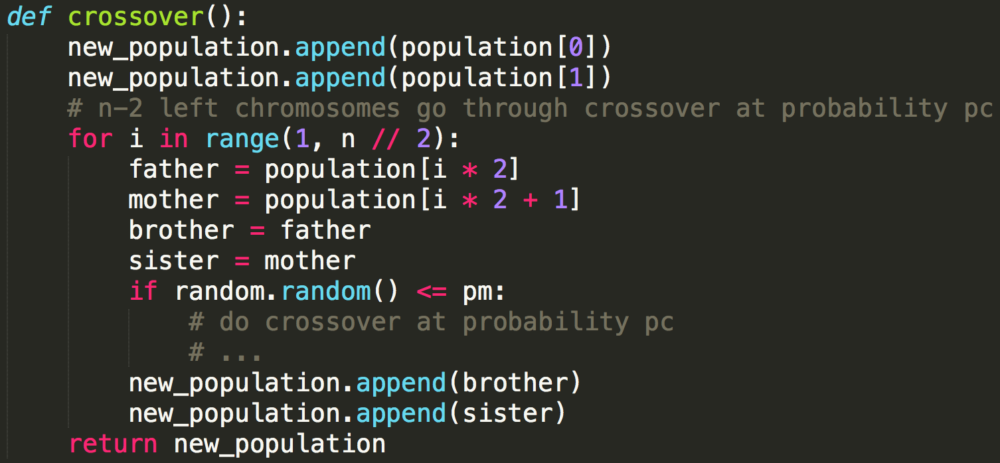 def crossover():
    new_population.append(population[0])
    new_population.append(population[1])
    # n-2 left chromosomes go through crossover at probability pc
    for i in range(1, n // 2):
        father = population[i * 2]
        mother = population[i * 2 + 1]
        brother = father
        sister = mother
        if random.random() <= pm:
            # do crossover at probability pc
            # ...
        new_population.append(brother)
        new_population.append(sister)
    return new_population